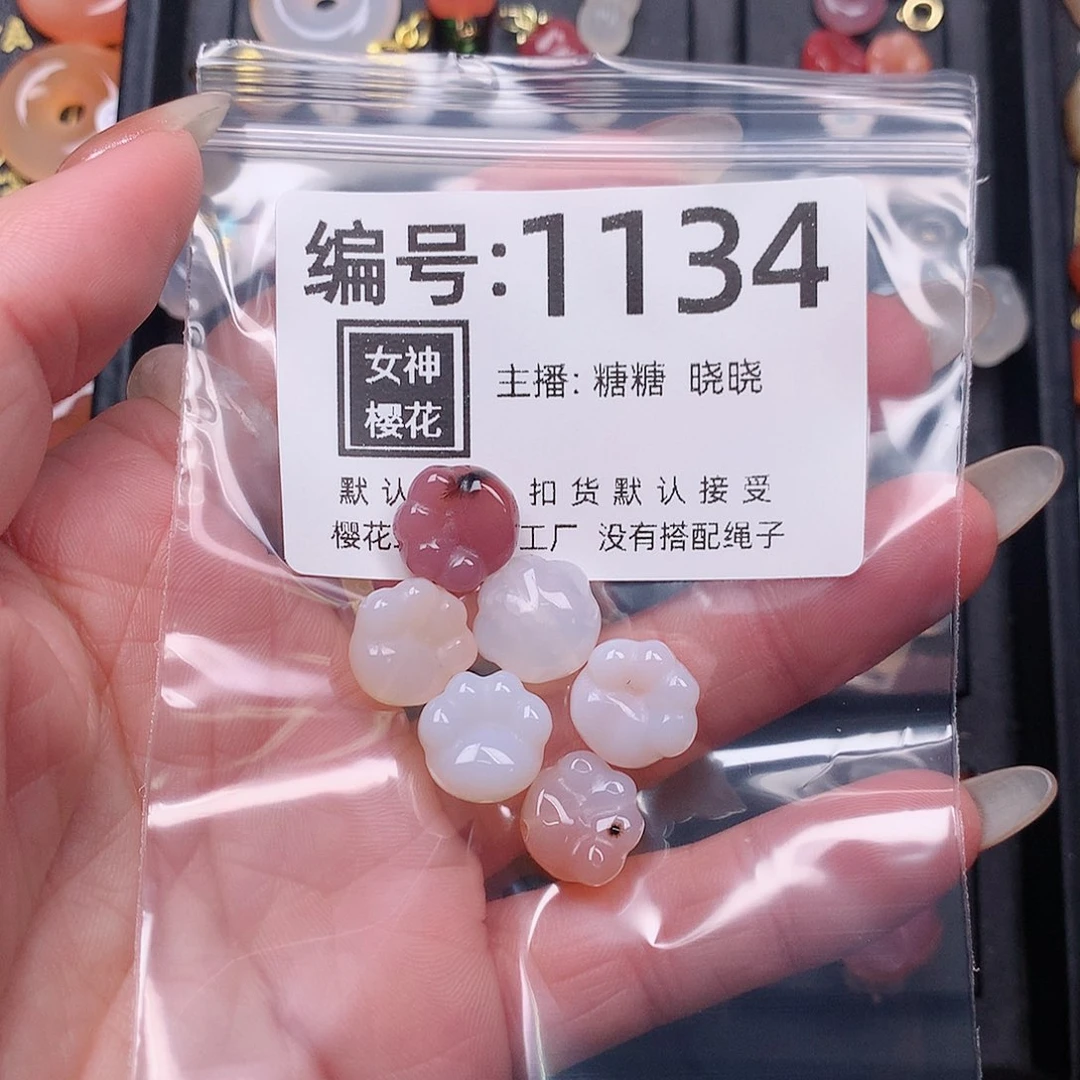 编号:1134
女神
樱花
主播: 糖糖 晓晓
默认 扣货默认接受
樱花 工厂 没有搭配绳子